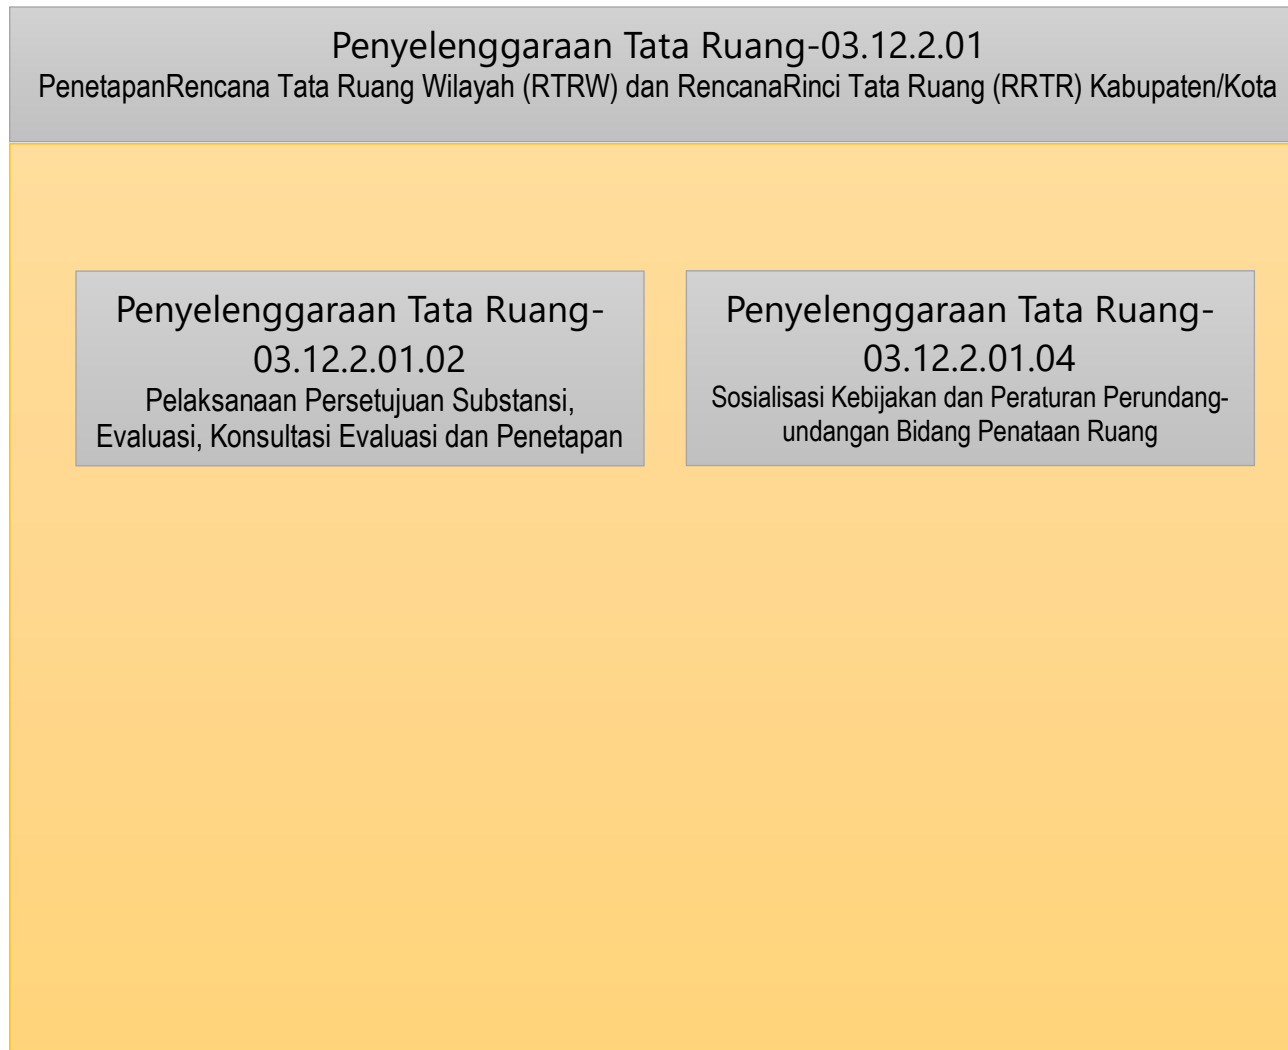 Penyelenggaraan Tata Ruang-03.12.2.01
PenetapanRencana Tata Ruang Wilayah (RTRW) dan RencanaRinci Tata Ruang (RRTR) Kabupaten/Kota
Penyelenggaraan Tata Ruang-
03.12.2.01.02
Pelaksanaan Persetujuan Substansi,
Evaluasi, Konsultasi Evaluasi dan Penetapan
Penyelenggaraan Tata Ruang-
03.12.2.01.04
Sosialisasi Kebijakan dan Peraturan Perundang-
undangan Bidang Penataan Ruang